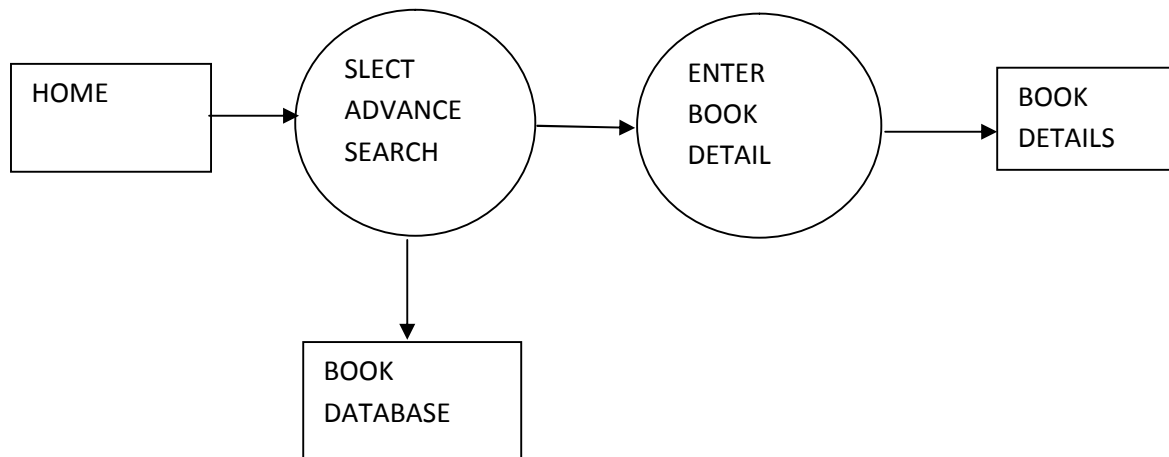 HOME
SLECT
ADVANCE
SEARCH
ENTER
BOOK
DETAIL
BOOK
DETAILS
BOOK
DATABASE